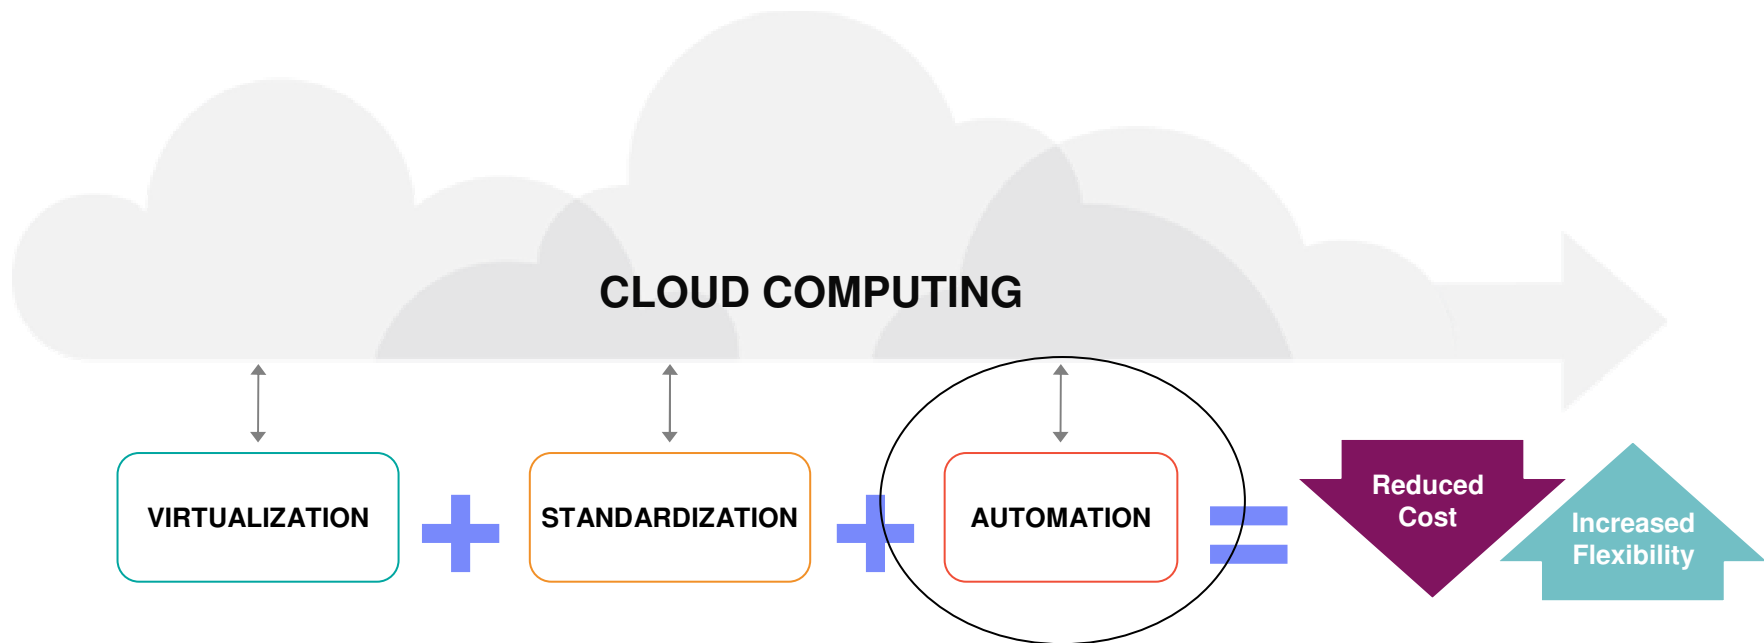 CLOUD COMPUTING
VIRTUALIZATION
STANDARDIZATION
AUTOMATION
Reduced
Cost
Increased
Flexibility